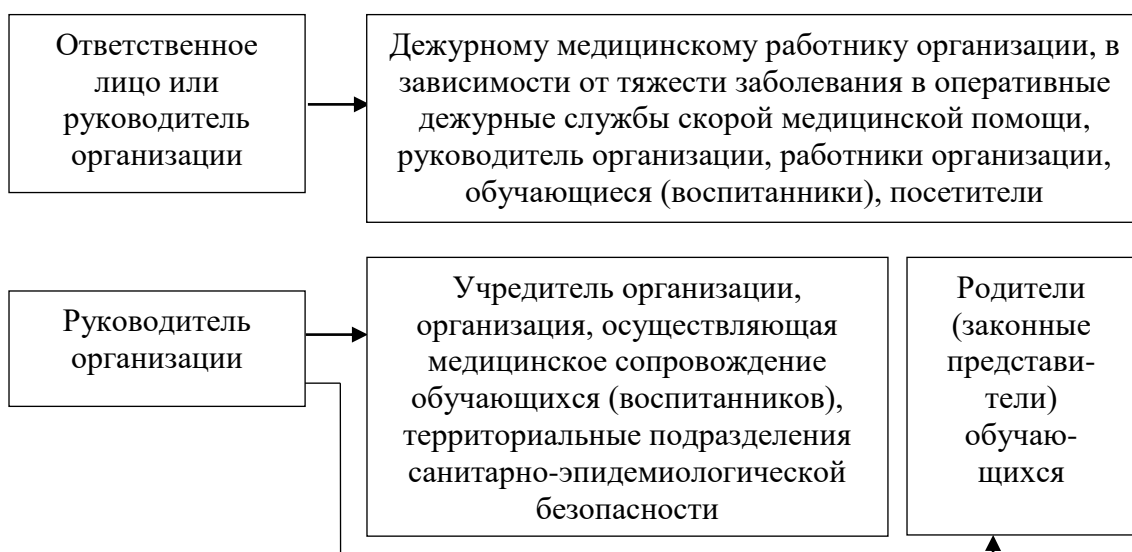 Ответственное
лицо или
руководитель
организации
Дежурному медицинскому работнику организации, в
зависимости от тяжести заболевания в оперативные
дежурные службы скорой медицинской помощи,
руководитель организации, работники организации,
обучающиеся (воспитанники), посетители
Руководитель
организации
Учредитель организации,
организация, осуществляющая
медицинское сопровождение
обучающихся (воспитанников),
территориальные подразделения
санитарно-эпидемиологической
безопасности
Родители
(законные
представи-
тели)
обучаю-
щихся